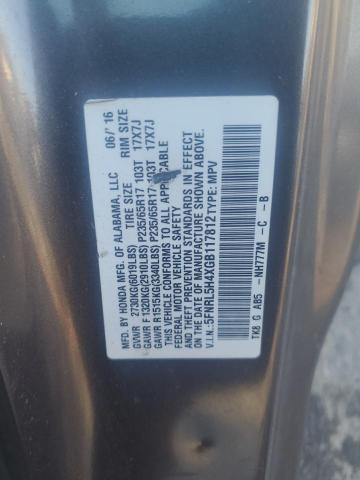 MFD. BY HONDA MFG. OF ALABAMA, LLC 06/ 16
TIRE SIZE RIM SIZE
GVWR 2730KG(6019LBS)
GAWR F 1320KG(2910LBS) P235/65R17 103T 17X7J
GAWR R1515KG(3340LBS) P235/65R17 103T 17X7J
THIS VEHICLE CONFORMS TO ALL APPLICABLE
FEDERAL MOTOR VEHICLE SAFETY
AND THEFT PREVENTION STANDARDS IN EFFECT
ON THE DATE OF MANUFACTURE SHOWN ABOVE.
V.I.N.:5FNRL5H4XGB117812 TYPE:MPV
TK8 G AB5 -NH777M -C -B